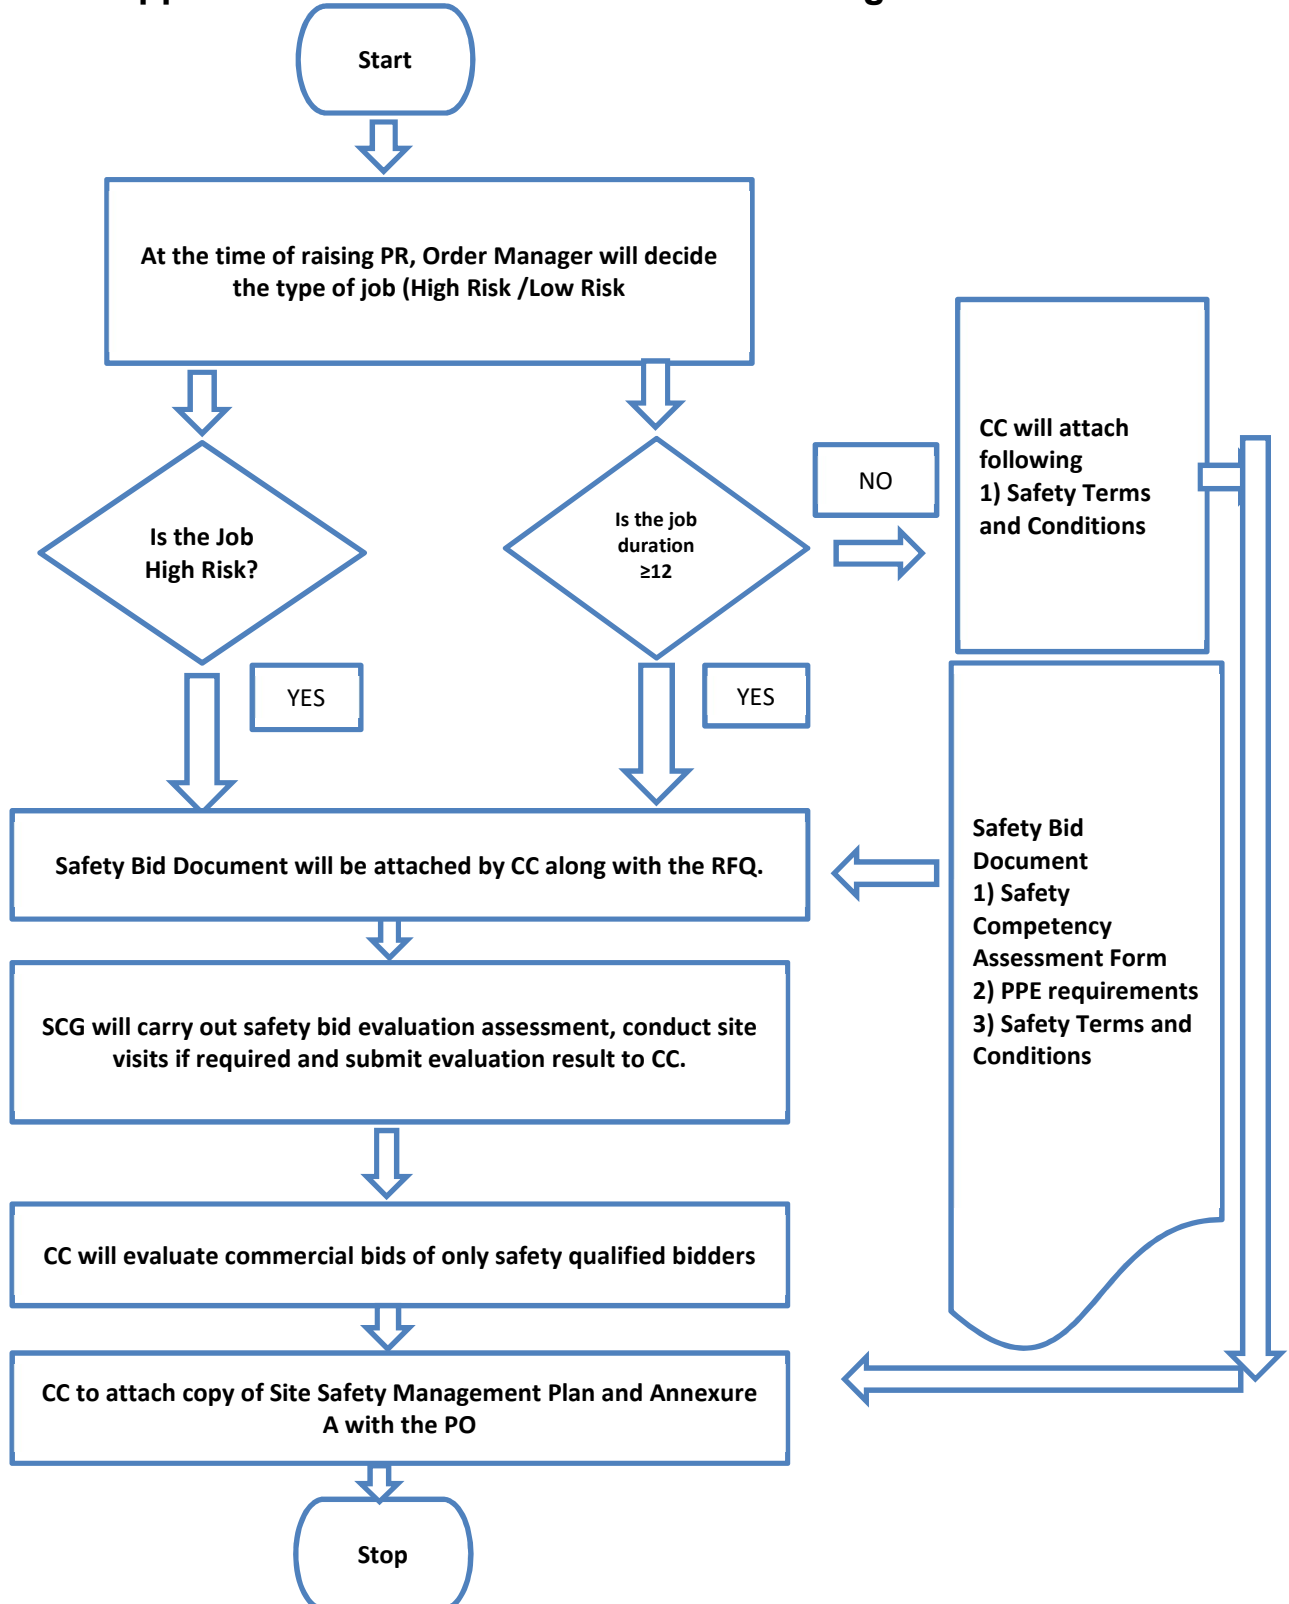 Start
At the time of raising PR, Order Manager will decide
the type of job (High Risk /Low Risk
Is the Job
High Risk?
Is the job
duration
≥12
NO
CC will attach
following
1) Safety Terms
and Conditions
YES
YES
Safety Bid Document will be attached by CC along with the RFQ.
Safety Bid
Document
1) Safety
Competency
Assessment Form
2) PPE requirements
3) Safety Terms and
Conditions
SCG will carry out safety bid evaluation assessment, conduct site
visits if required and submit evaluation result to CC.
CC will evaluate commercial bids of only safety qualified bidders
CC to attach copy of Site Safety Management Plan and Annexure
A with the PO
Stop